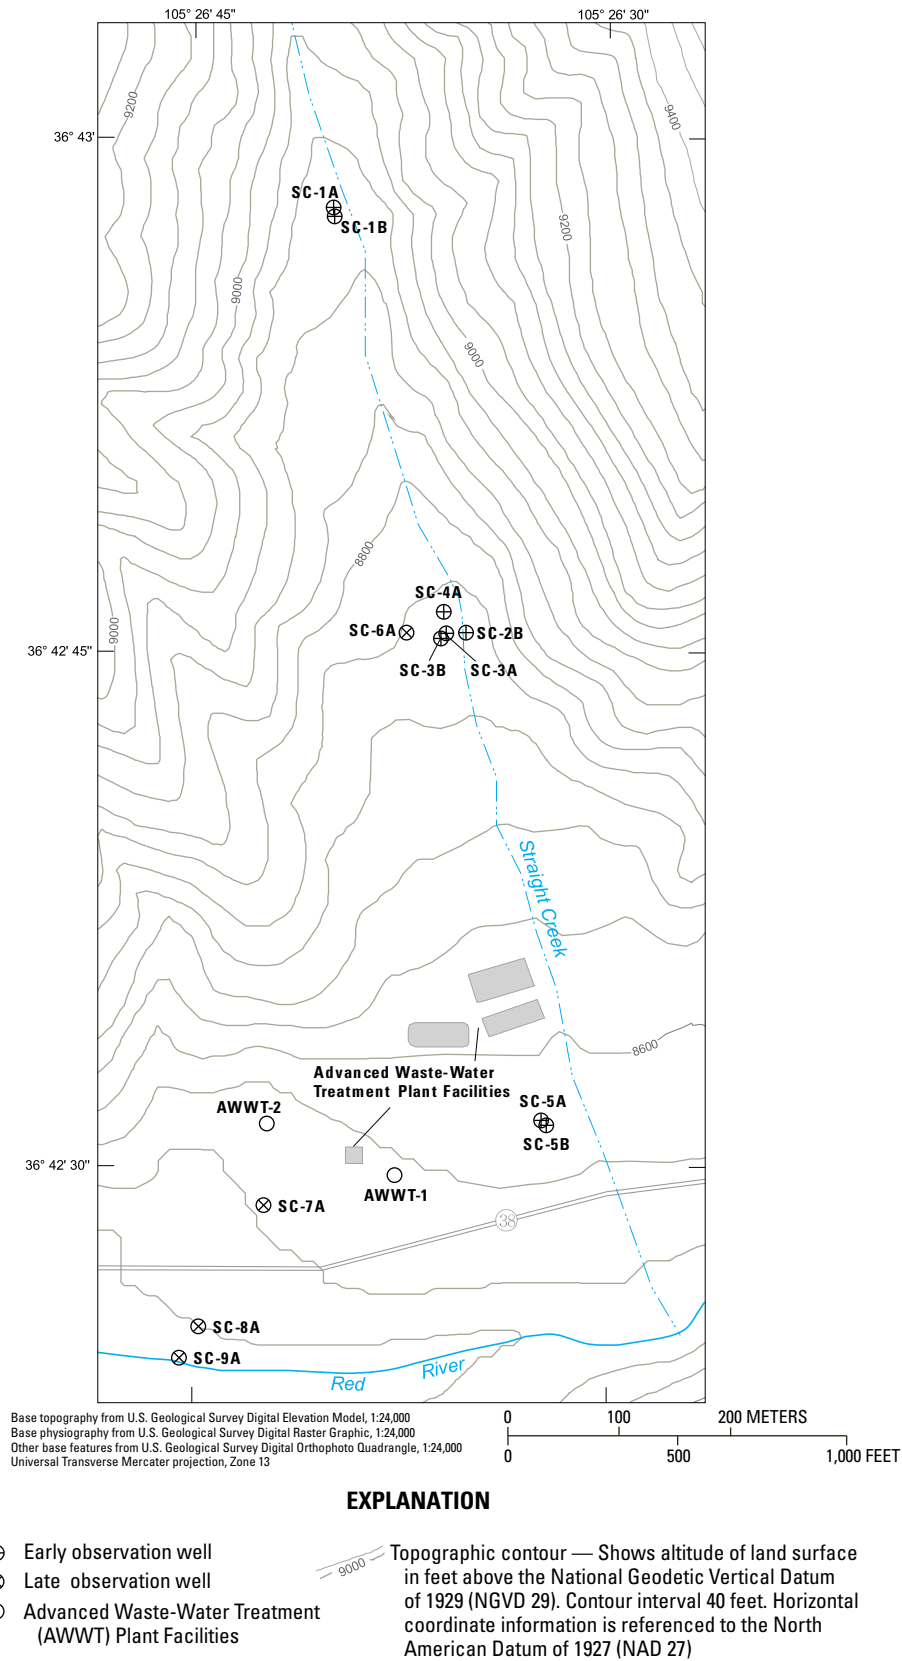 105° 26' 45"
105° 26' 30"
9200
9400
36° 43'
SC-1A
SC-1B
9200
9000
9000
8800
SC-4A
SC-6A
SC-2B
9000
36° 42' 45"
SC-3B
SC-3A
Straight Creek
8600
Advanced Waste-Water
Treatment Plant Facilities
AWWT-2
SC-5A
SC-5B
36° 42' 30"
AWWT-1
SC-7A
38
SC-8A
SC-9A
Red River
Base topography from U.S. Geological Survey Digital Elevation Model, 1:24,000
Base physiography from U.S. Geological Survey Digital Raster Graphic, 1:24,000
Other base features from U.S. Geological Survey Digital Orthophoto Quadrangle, 1:24,000
Universal Transverse Mercater projection, Zone 13
0 100 200 METERS
0 500 1,000 FEET
EXPLANATION
Early observation well
Late observation well
Advanced Waste-Water Treatment
(AWWT) Plant Facilities
9000
Topographic contour — Shows altitude of land surface
in feet above the National Geodetic Vertical Datum
of 1929 (NGVD 29). Contour interval 40 feet. Horizontal
coordinate information is referenced to the North
American Datum of 1927 (NAD 27)